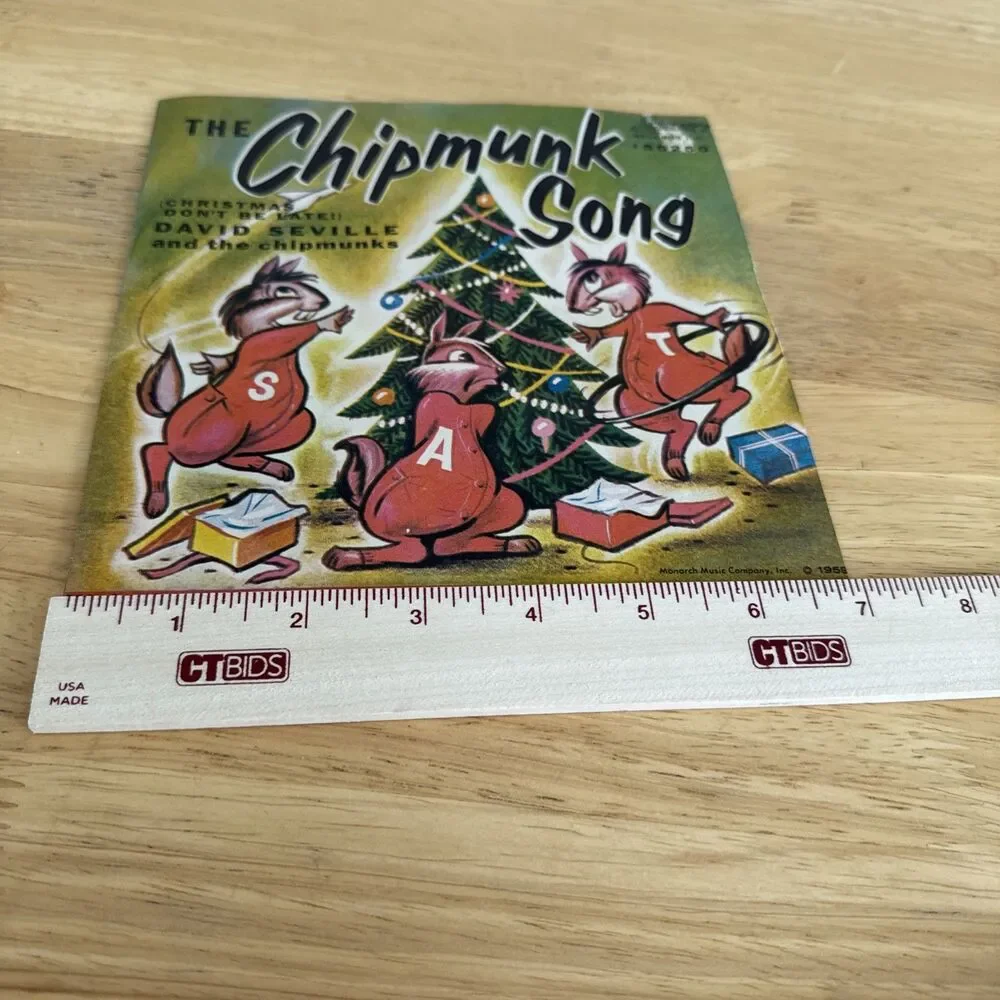 THE Chipmunk
Song
(CHRISTMAS
DON'T BE LATE!)
DAVID SEVILLE
and the chipmunks
S
A
T
Monarch Music Company, Inc. © 1958
1 2 3 4 5 6 7 8
CTBIDS CTBIDS
USA
MADE